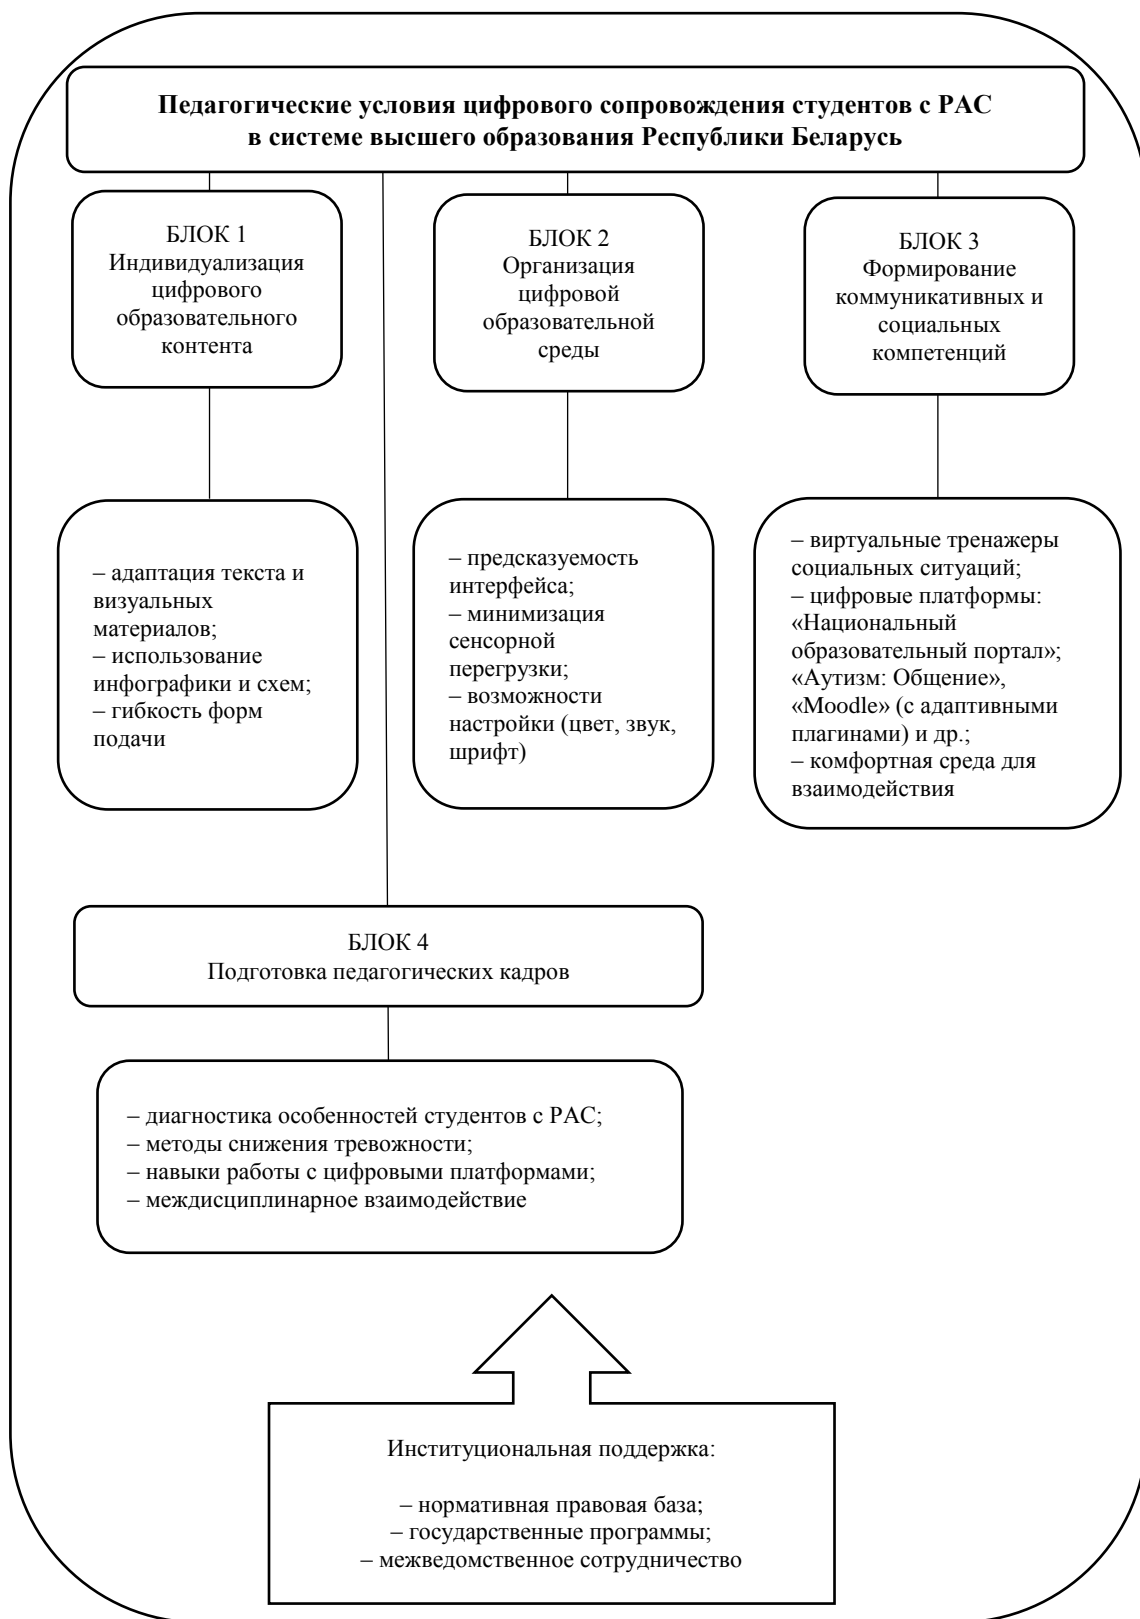 Педагогические условия цифрового сопровождения студентов с РАС
в системе высшего образования Республики Беларусь
БЛОК 1
Индивидуализация
цифрового
образовательного
контента
БЛОК 2
Организация
цифровой
образовательной
среды
БЛОК 3
Формирование
коммуникативных и
социальных
компетенций
– адаптация текста и
визуальных
материалов;
– использование
инфографики и схем;
– гибкость форм
подачи
– предсказуемость
интерфейса;
– минимизация
сенсорной
перегрузки;
– возможности
настройки (цвет, звук,
шрифт)
– виртуальные тренажеры
социальных ситуаций;
– цифровые платформы:
«Национальный
образовательный портал»;
«Аутизм: Общение»,
«Moodle» (с адаптивными
плагинами) и др.;
– комфортная среда для
взаимодействия
БЛОК 4
Подготовка педагогических кадров
– диагностика особенностей студентов с РАС;
– методы снижения тревожности;
– навыки работы с цифровыми платформами;
– междисциплинарное взаимодействие
Институциональная поддержка:
– нормативная правовая база;
– государственные программы;
– межведомственное сотрудничество